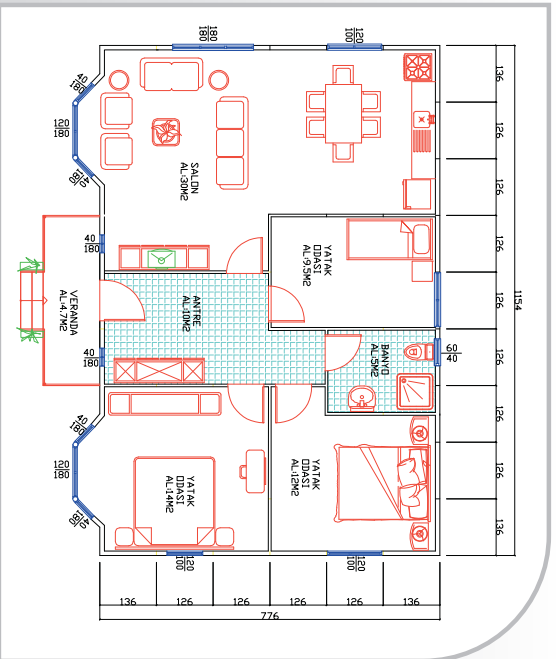 180
180
120
100
40
180
120
180
40
180
SALON
AL:30M2
136
126
126
126
126
126
126
126
136
1154
YATAK
ODASI
AL:9.5M2
40
180
VERANDA
AL:4.7M2
ANTRE
AL:10M2
BANYO
AL:5M2
60
40
40
180
40
180
120
180
40
180
YATAK
ODASI
AL:14M2
YATAK
ODASI
AL:12M2
120
100
120
100
136
126
126
126
126
136
776